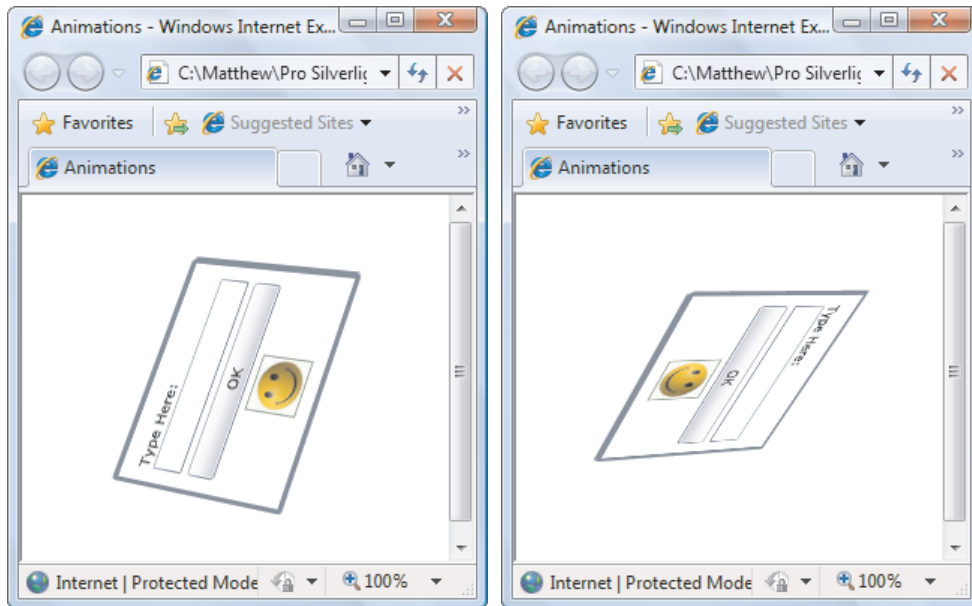 Animations - Windows Internet Ex...
C:\Matthew\Pro Silverlig
Favorites
Suggested Sites
Animations
Type Here:
OK
Internet | Protected Mode
100%
Animations - Windows Internet Ex...
C:\Matthew\Pro Silverlig
Favorites
Suggested Sites
Animations
Type Here:
OK
Internet | Protected Mode
100%